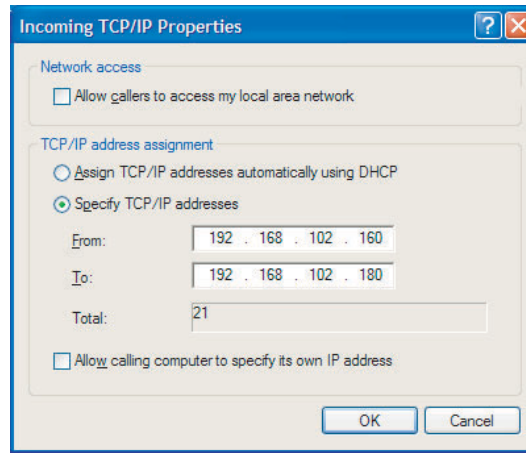 Incoming TCP/IP Properties
Network access
Allow callers to access my local area network
TCP/IP address assignment
Assign TCP/IP addresses automatically using DHCP
Specify TCP/IP addresses
From: 192 . 168 . 102 . 160
To: 192 . 168 . 102 . 180
Total: 21
Allow calling computer to specify its own IP address
OK Cancel